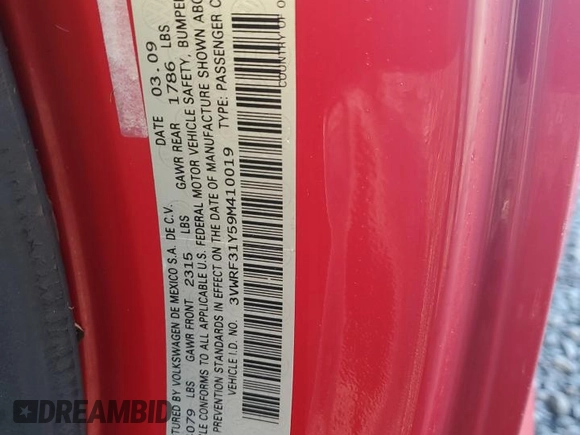 TURED BY VOLKSWAGEN DE MEXICO S.A. DE C.V. DATE 03.09
079 LBS GAWR FRONT 2315 LBS GAWR REAR 1786 LBS
LE CONFORMS TO ALL APPLICABLE U.S. FEDERAL MOTOR VEHICLE SAFETY, BUMPER
PREVENTION STANDARDS IN EFFECT ON THE DATE OF MANUFACTURE SHOWN ABO
VEHICLE I.D. NO. 3VWRF31Y59M410019 TYPE: PASSENGER C
COUNTRY OF O
DREAMBID